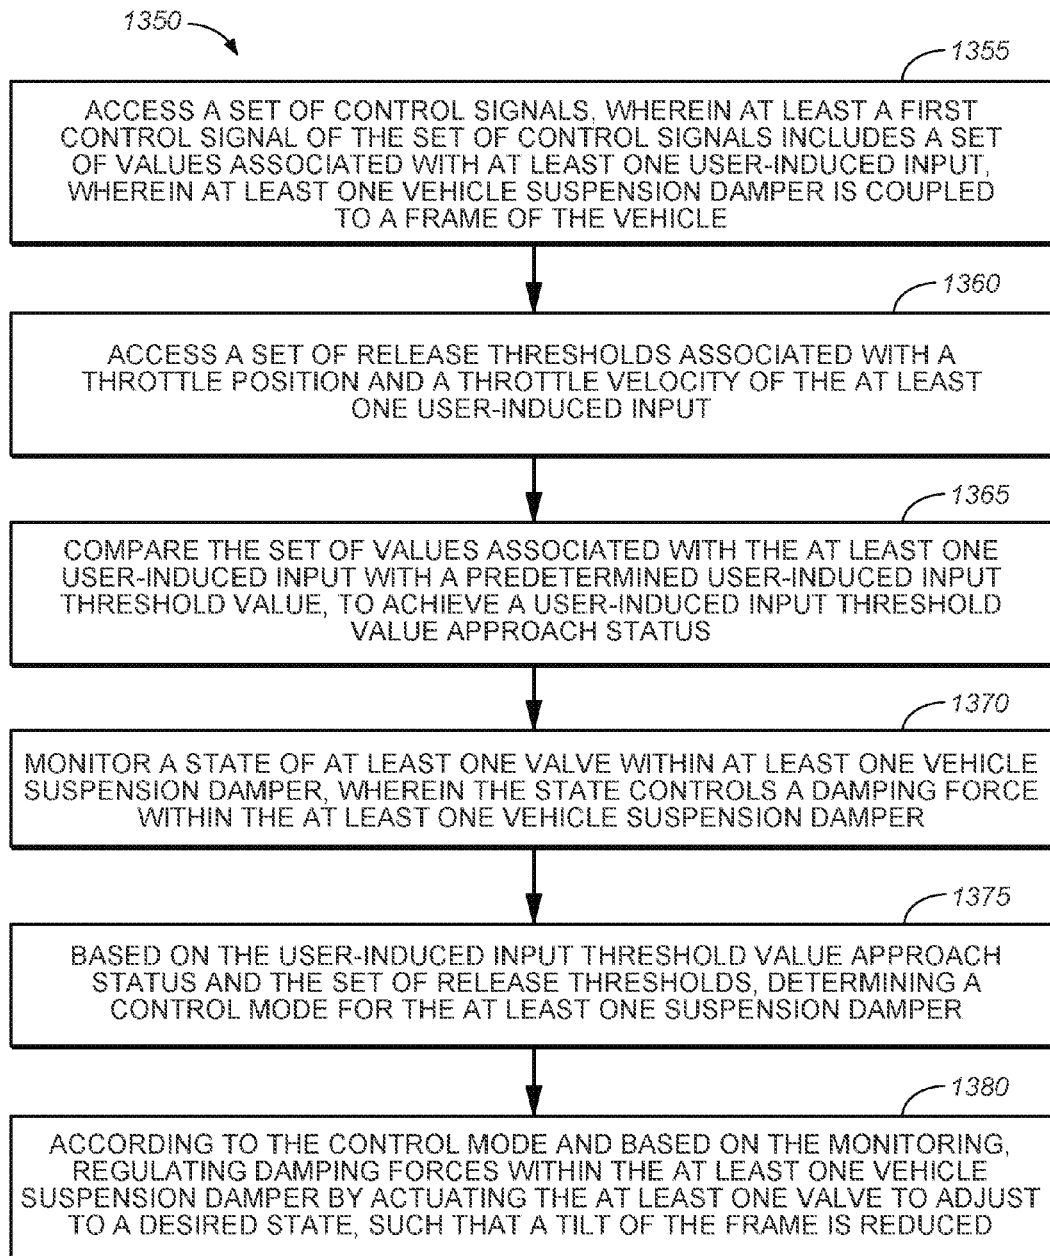 1350
1355
ACCESS A SET OF CONTROL SIGNALS, WHEREIN AT LEAST A FIRST
CONTROL SIGNAL OF THE SET OF CONTROL SIGNALS INCLUDES A SET
OF VALUES ASSOCIATED WITH AT LEAST ONE USER-INDUCED INPUT,
WHEREIN AT LEAST ONE VEHICLE SUSPENSION DAMPER IS COUPLED
TO A FRAME OF THE VEHICLE
1360
ACCESS A SET OF RELEASE THRESHOLDS ASSOCIATED WITH A
THROTTLE POSITION AND A THROTTLE VELOCITY OF THE AT LEAST
ONE USER-INDUCED INPUT
1365
COMPARE THE SET OF VALUES ASSOCIATED WITH THE AT LEAST ONE
USER-INDUCED INPUT WITH A PREDETERMINED USER-INDUCED INPUT
THRESHOLD VALUE, TO ACHIEVE A USER-INDUCED INPUT THRESHOLD
VALUE APPROACH STATUS
1370
MONITOR A STATE OF AT LEAST ONE VALVE WITHIN AT LEAST ONE VEHICLE
SUSPENSION DAMPER, WHEREIN THE STATE CONTROLS A DAMPING FORCE
WITHIN THE AT LEAST ONE VEHICLE SUSPENSION DAMPER
1375
BASED ON THE USER-INDUCED INPUT THRESHOLD VALUE APPROACH
STATUS AND THE SET OF RELEASE THRESHOLDS, DETERMINING A
CONTROL MODE FOR THE AT LEAST ONE SUSPENSION DAMPER
1380
ACCORDING TO THE CONTROL MODE AND BASED ON THE MONITORING,
REGULATING DAMPING FORCES WITHIN THE AT LEAST ONE VEHICLE
SUSPENSION DAMPER BY ACTUATING THE AT LEAST ONE VALVE TO ADJUST
TO A DESIRED STATE, SUCH THAT A TILT OF THE FRAME IS REDUCED